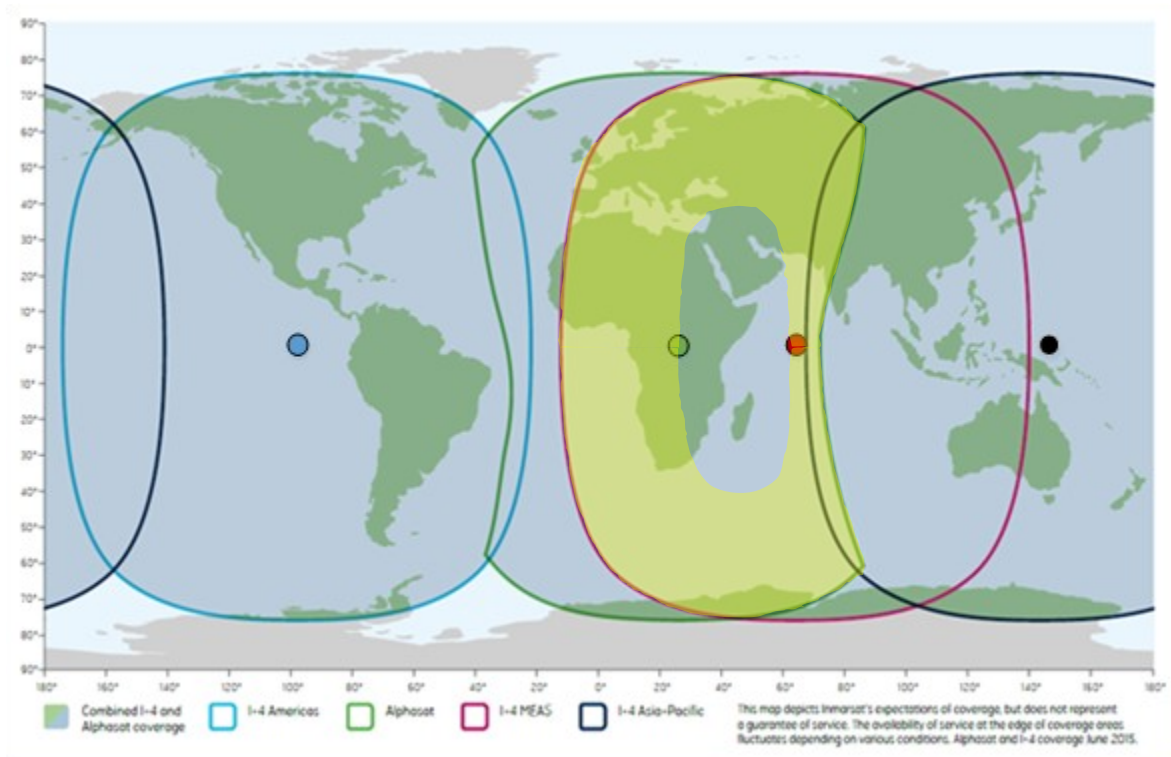 90°
80°
70°
60°
50°
40°
30°
20°
10°
0°
10°
20°
30°
40°
50°
60°
70°
80°
90°
180° 160° 140° 120° 100° 80° 60° 40° 20° 0° 20° 40° 60° 80° 100° 120° 140° 160° 180°
Combined I-4 and
Alphasat coverage
I-4 Americas
Alphasat
I-4 MEAS
I-4 Asia-Pacific
This map depicts Inmarsat's expectations of coverage, but does not represent
a guarantee of service. The availability of service at the edge of coverage areas
fluctuates depending on various conditions. Alphasat and I-4 coverage June 2015.